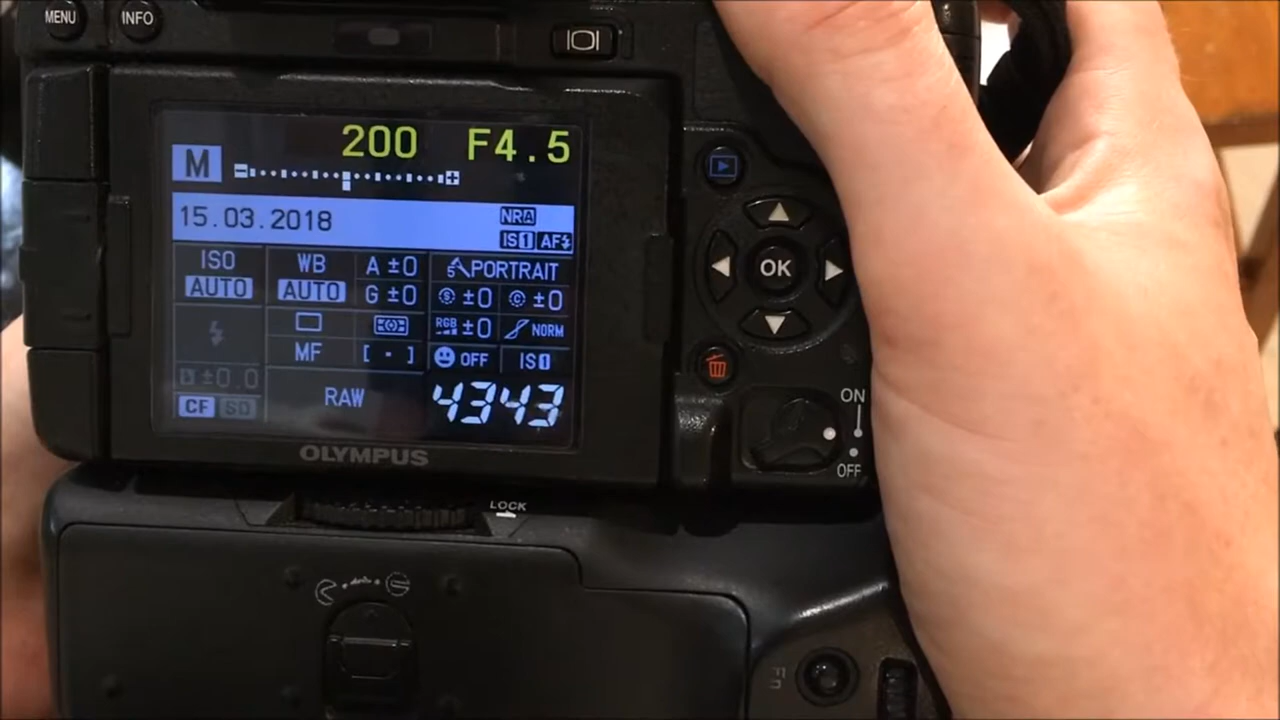 MENU INFO
200 F4.5
M
15.03.2018 NRA
IS1 AF
ISO WB A ±0 5 PORTRAIT
AUTO AUTO G ±0 S ±0 C ±0
RGB ±0 NORM
MF [ - ] OFF IS1
±0.0
RAW 4343
CF SD
OLYMPUS
OK
ON
OFF
LOCK
Fn